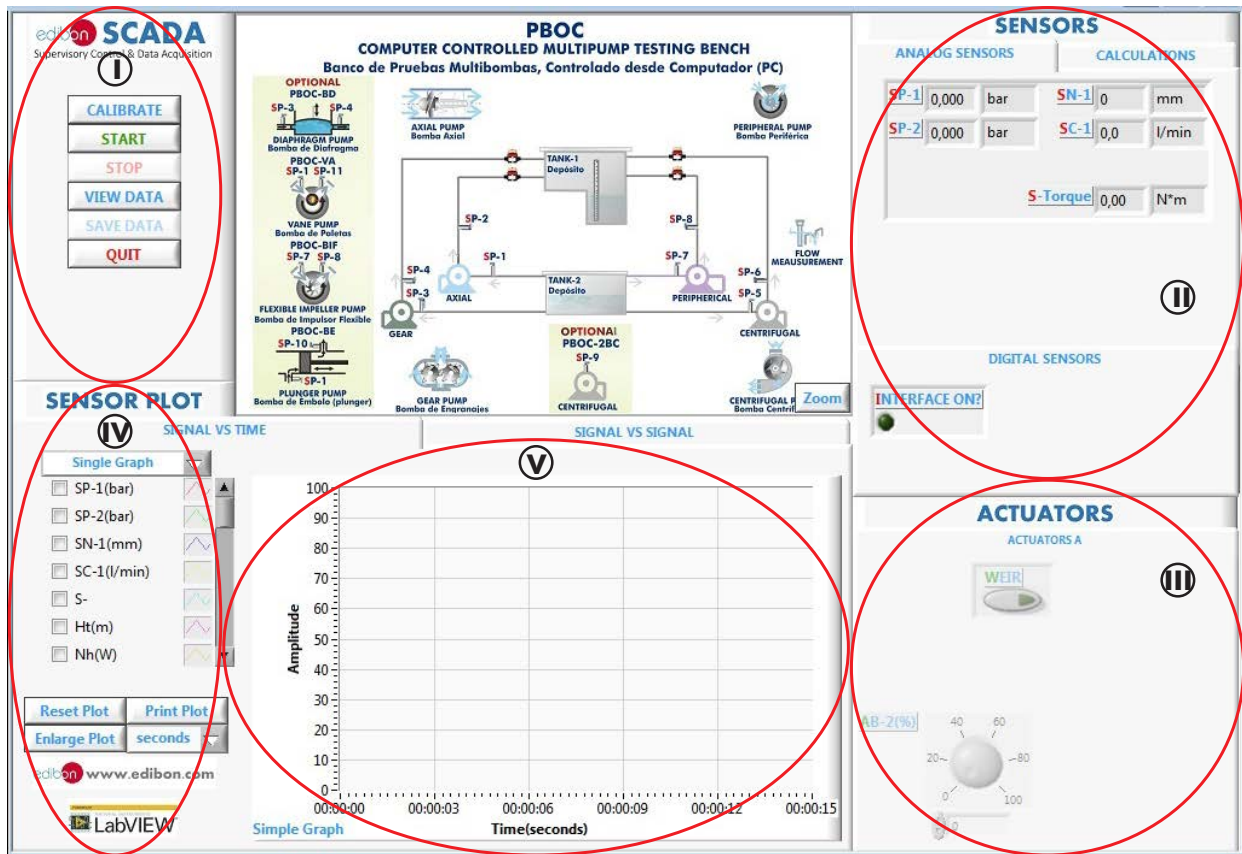 edibon SCADA
Supervisory Control & Data Acquisition
I
CALIBRATE
START
STOP
VIEW DATA
SAVE DATA
QUIT
PBOC
COMPUTER CONTROLLED MULTIPUMP TESTING BENCH
Banco de Pruebas Multibombas, Controlado desde Computador (PC)
OPTIONAL
PBOC-BD
SP-3 SP-4
DIAPHRAGM PUMP
Bomba de Diafragma
PBOC-VA
SP-1 SP-11
VANE PUMP
Bomba de Paletas
PBOC-BIF
SP-7 SP-8
FLEXIBLE IMPELLER PUMP
Bomba de Impulsor Flexible
PBOC-BE
SP-10
SP-1
PLUNGER PUMP
Bomba de Émbolo (plunger)
AXIAL PUMP
Bomba Axial
PERIPHERAL PUMP
Bomba Periférica
TANK-1
Depósito
SP-2
SP-8
FLOW
MEAUSUREMENT
SP-4
SP-1
SP-7
SP-6
SP-3
AXIAL
TANK-2
Depósito
PERIPHERICAL
SP-5
GEAR
CENTRIFUGAL
OPTIONAl
PBOC-2BC
SP-9
CENTRIFUGAL
GEAR PUMP
Bomba de Engranajes
CENTRIFUGAL P
Bomba Centrif
Zoom
SENSORS
ANALOG SENSORS
CALCULATIONS
SP-1 0,000 bar SN-1 0 mm
SP-2 0,000 bar SC-1 0,0 l/min
S-Torque 0,00 N*m
II
DIGITAL SENSORS
INTERFACE ON?
SENSOR PLOT
IV
SIGNAL VS TIME
SIGNAL VS SIGNAL
Single Graph
SP-1(bar)
SP-2(bar)
SN-1(mm)
SC-1(l/min)
S-
Ht(m)
Nh(W)
Reset Plot Print Plot
Enlarge Plot seconds
edibon www.edibon.com
LabVIEW
V
100
90
80
70
60
50
40
30
20
10
0
Amplitude
00:00:00 00:00:03 00:00:06 00:00:09 00:00:12 00:00:15
Simple Graph
Time(seconds)
ACTUATORS
ACTUATORS A
WEIR
III
AB-2(%)
40 60
20 80
0 100
0